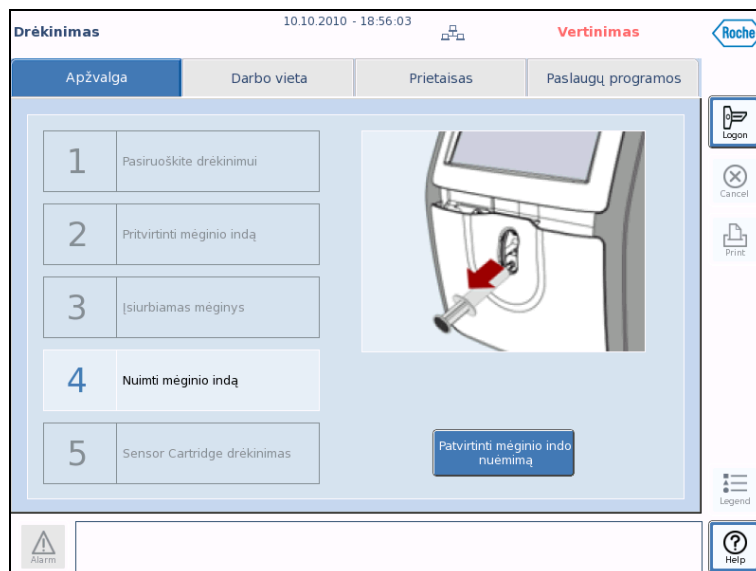 Drėkinimas
10.10.2010 - 18:56:03
Vertinimas
Roche
Apžvalga
Darbo vieta
Prietaisas
Paslaugų programos
Logon
Cancel
Print
1
Pasiruoškite drėkinimui
2
Pritvirtinti mėginio indą
3
Įsiurbiamas mėginys
4
Nuimti mėginio indą
5
Sensor Cartridge drėkinimas
Patvirtinti mėginio indo
nuėmimą
Legend
Alarm
Help